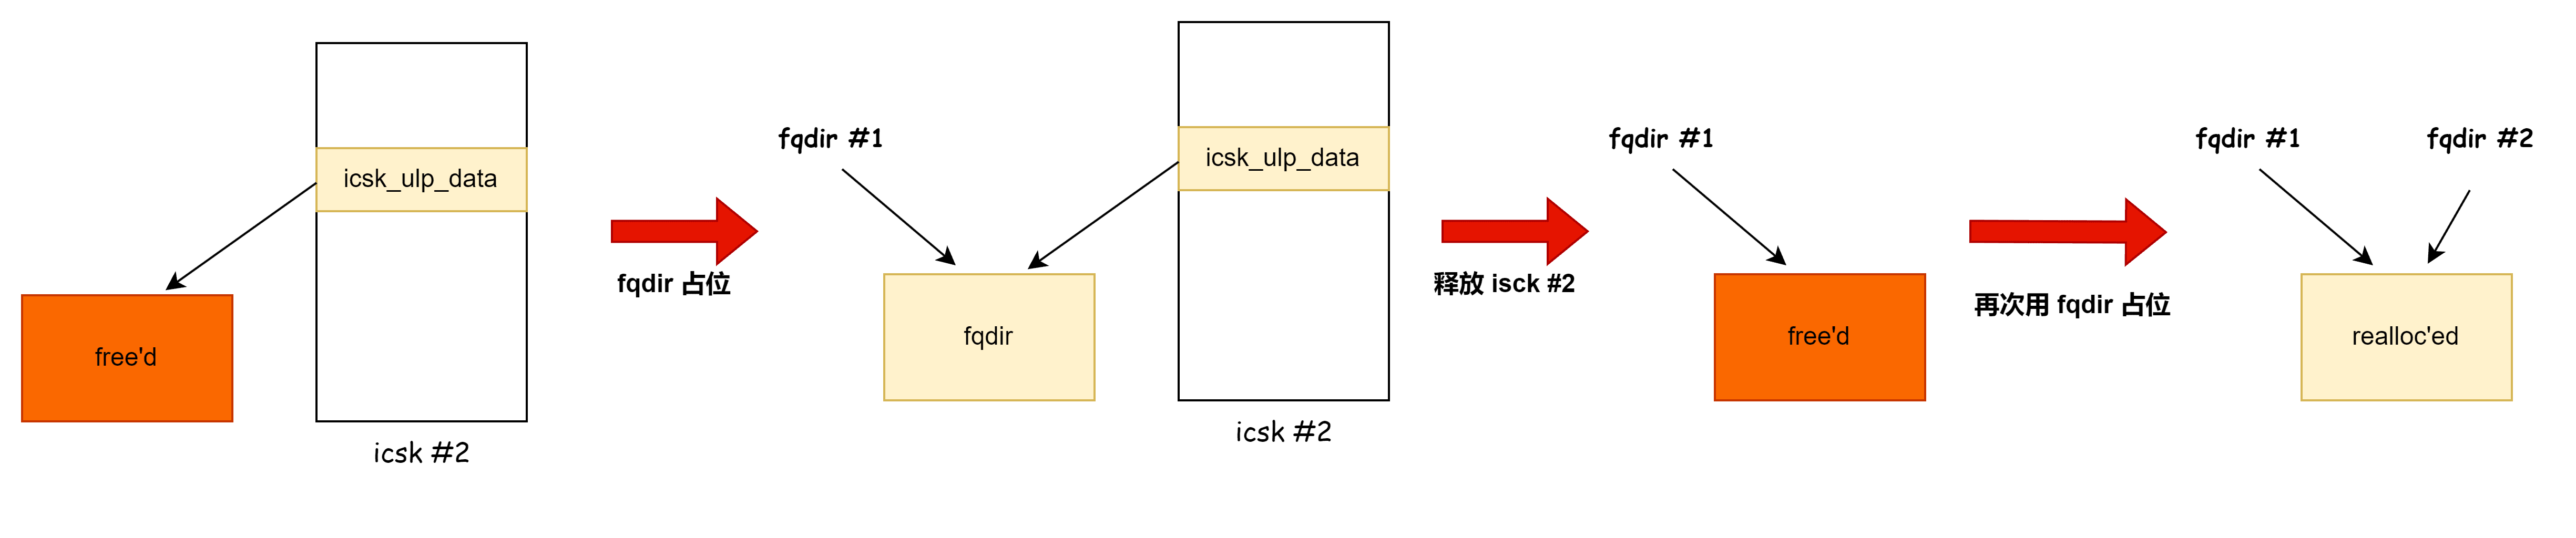 icsk_ulp_data
free'd
icsk #2
fqdir 占位
fqdir #1
icsk_ulp_data
fqdir
icsk #2
释放 isck #2
fqdir #1
free'd
再次用 fqdir 占位
fqdir #1
fqdir #2
realloc'ed